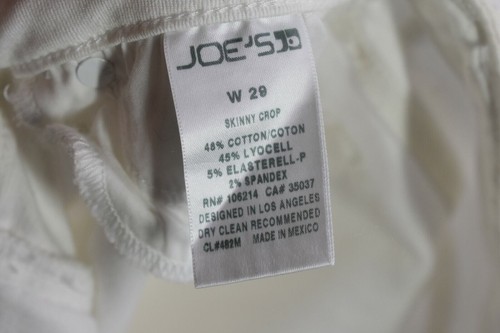 JOE'S
W 29
SKINNY CROP
48% COTTON/COTON
45% LYOCELL
5% ELASTERELL-P
2% SPANDEX
RN# 106214 CA# 35037
DESIGNED IN LOS ANGELES
DRY CLEAN RECOMMENDED
CL#482M MADE IN MEXICO